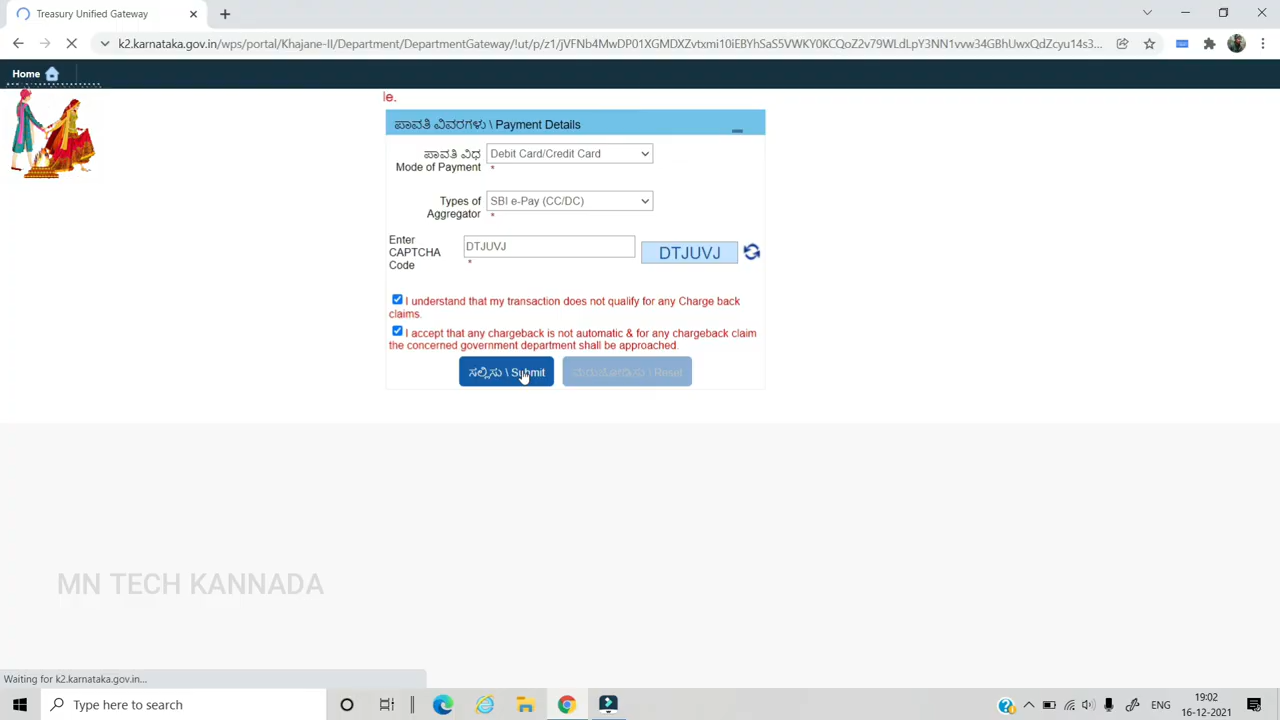 Treasury Unified Gateway
k2.karnataka.gov.in/wps/portal/Khajane-II/Department/DepartmentGateway/!ut/p/z1/jVFNb4MwDP01XGMDXZvtxmi10iEBYhSaS5VWKY0KCQoZ2v79WLdLpY3NN1vvw34GBhUwxQdZcyu14s3...
Home
le.
ಪಾವತಿ ವಿವರಗಳು \ Payment Details
ಪಾವತಿ ವಿಧ
Mode of Payment
*
Debit Card/Credit Card
Types of
Aggregator
*
SBI e-Pay (CC/DC)
Enter
CAPTCHA
Code
*
DTJUVJ
DTJUVJ
I understand that my transaction does not qualify for any Charge back
claims.
I accept that any chargeback is not automatic & for any chargeback claim
the concerned government department shall be approached.
ಸಲ್ಲಿಸು \ Submit
ಮರುಹೊಂದಿಸು \ Reset
MN TECH KANNADA
Waiting for k2.karnataka.gov.in...
Type here to search
ENG
19:02
16-12-2021